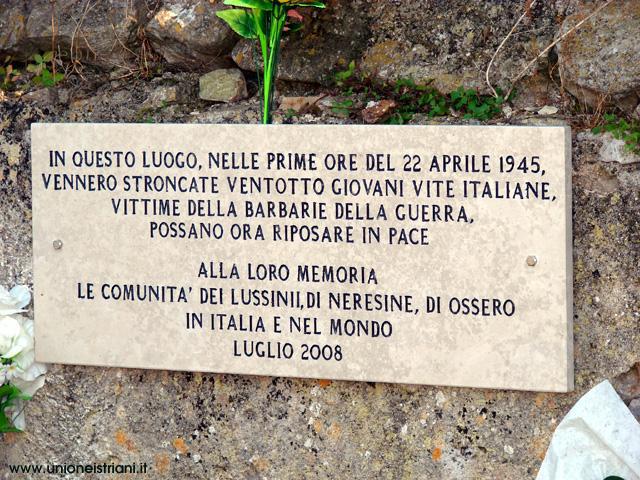 IN QUESTO LUOGO, NELLE PRIME ORE DEL 22 APRILE 1945,
VENNERO STRONCATE VENTOTTO GIOVANI VITE ITALIANE,
VITTIME DELLA BARBARIE DELLA GUERRA,
POSSANO ORA RIPOSARE IN PACE
ALLA LORO MEMORIA
LE COMUNITA' DEI LUSSINII, DI NERESINE, DI OSSERO
IN ITALIA E NEL MONDO
LUGLIO 2008
www.unioneistriani.it